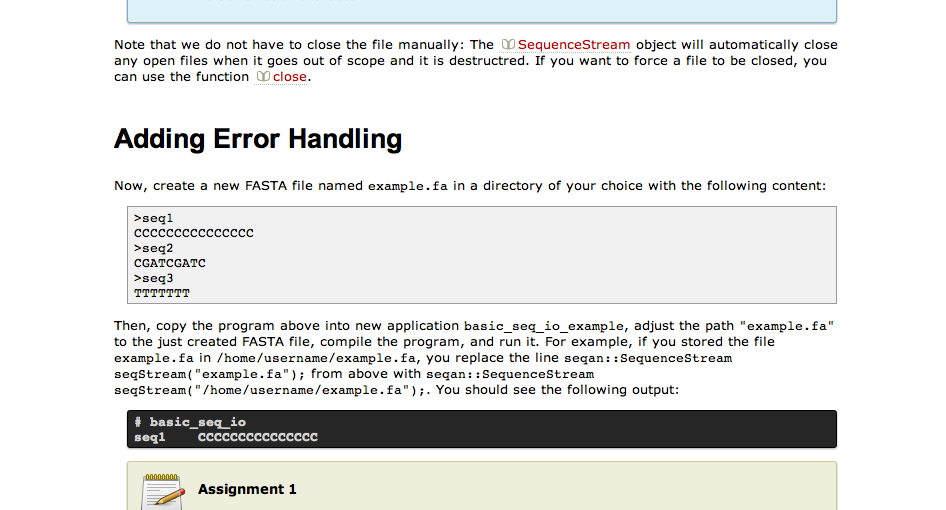 Note that we do not have to close the file manually: The SequenceStream object will automatically close
any open files when it goes out of scope and it is destructred. If you want to force a file to be closed, you
can use the function close.
Adding Error Handling
Now, create a new FASTA file named example.fa in a directory of your choice with the following content:
>seq1
CCCCCCCCCCCCCCC
>seq2
CGATCGATC
>seq3
TTTTTTT
Then, copy the program above into new application basic_seq_io_example, adjust the path "example.fa"
to the just created FASTA file, compile the program, and run it. For example, if you stored the file
example.fa in /home/username/example.fa, you replace the line seqan::SequenceStream
seqStream("example.fa"); from above with seqan::SequenceStream
seqStream("/home/username/example.fa");. You should see the following output:
# basic_seq_io
seq1    CCCCCCCCCCCCCCC
Assignment 1